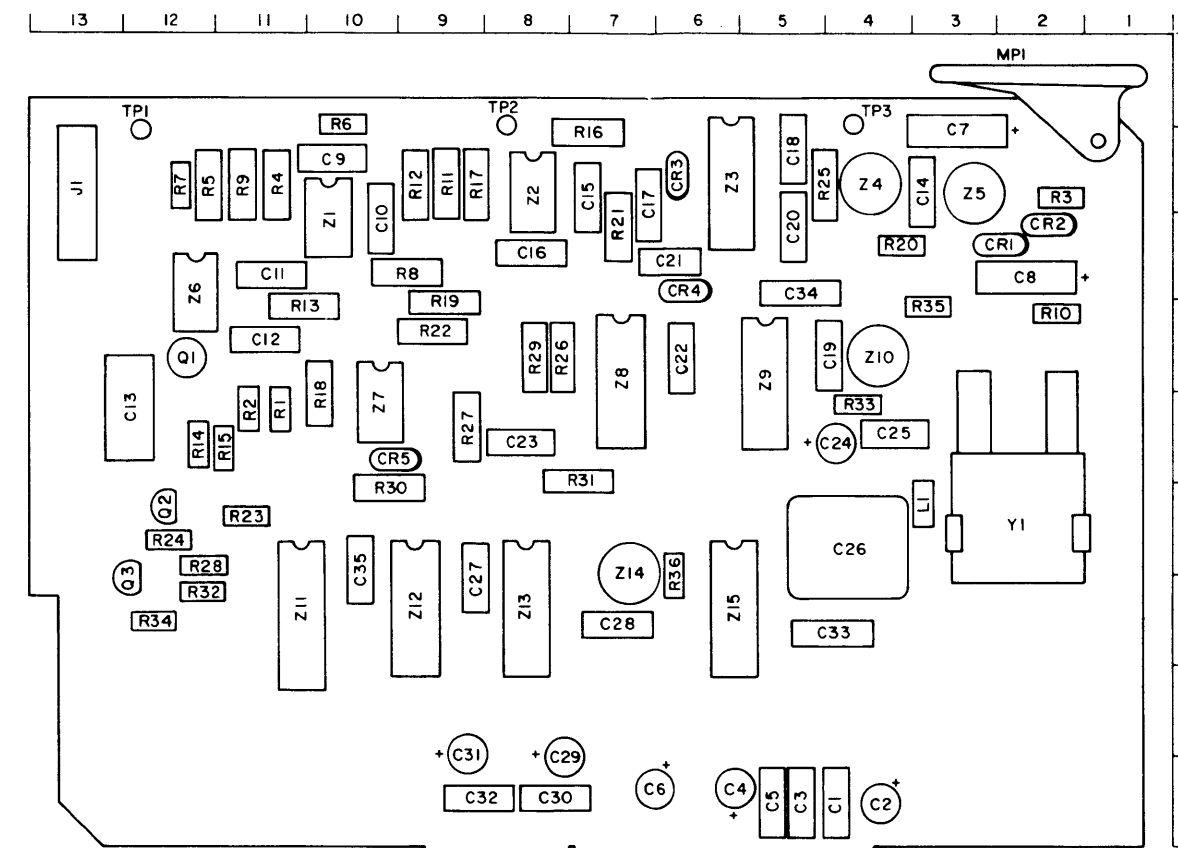 13 12 11 10 9 8 7 6 5 4 3 2 1
MP1
TP1 TP2 TP3
R6 R16 C7 +
C9 C18
J1 R7 R5 R9 R4 Z1 C10 R12 R11 R17 Z2 C15 R21 C17 CR3 Z3 C20 R25 Z4 C14 Z5 R3
CR2
R20 CR1
C16 C21
Z6 C11 R8 C8 +
CR4 C34
R13 R19 R35 R10
C12 R22
Q1 R29 R26 Z8 C22 Z9 C19 Z10
C13 R2 R1 R18 Z7 R27
R33
R14 R15 C23 + C24 C25
CR5
R30 R31
Q2 R23 L1
R24 Y1
Q3 R28 Z11 C35 Z12 C27 Z13 Z14 R36 Z15 C26
R32
R34 C28 C33
+ C31 + C29
+ C6 C4 + C5 C3 C1 C2 +
C32 C30